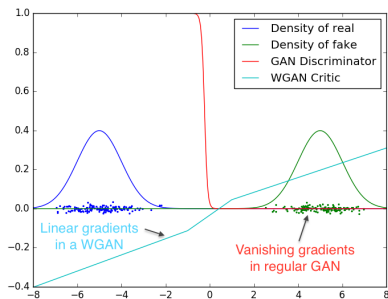 1.0
0.8
0.6
0.4
0.2
0.0
−0.2
−0.4
−8
−6
−4
−2
0
2
4
6
8
Density of real
Density of fake
GAN Discriminator
WGAN Critic
Linear gradients
in a WGAN
Vanishing gradients
in regular GAN